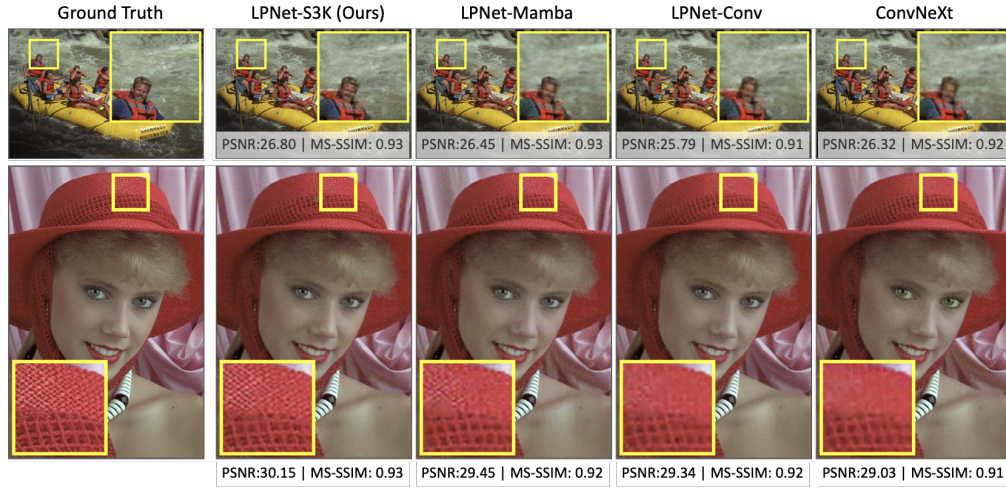 Ground Truth LPNet-S3K (Ours) LPNet-Mamba LPNet-Conv ConvNeXt
PSNR:26.80 | MS-SSIM: 0.93 PSNR:26.45 | MS-SSIM: 0.93 PSNR:25.79 | MS-SSIM: 0.91 PSNR:26.32 | MS-SSIM: 0.92
PSNR:30.15 | MS-SSIM: 0.93 PSNR:29.45 | MS-SSIM: 0.92 PSNR:29.34 | MS-SSIM: 0.92 PSNR:29.03 | MS-SSIM: 0.91